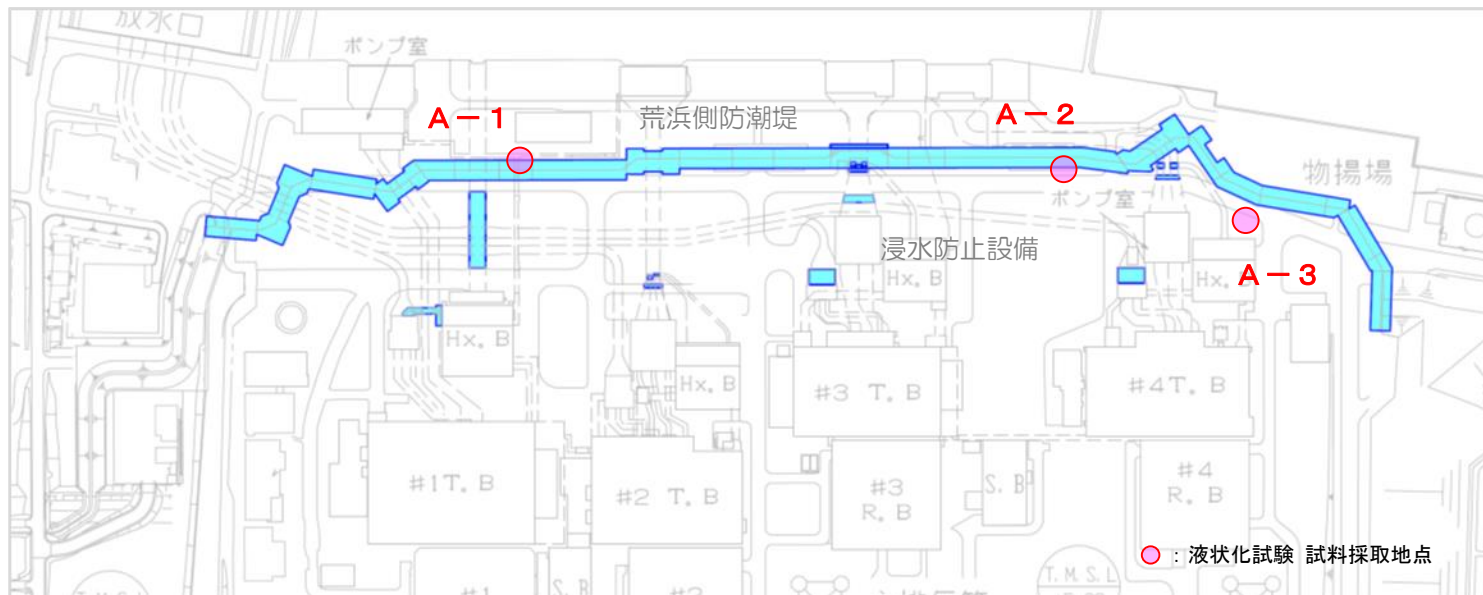 放水口
ポンプ室
A－1
荒浜側防潮堤
A－2
物揚場
ポンプ室
浸水防止設備
A－3
Hx. B
Hx. B
Hx. B
Hx. B
#3 T. B
#4T. B
#1T. B
#2 T. B
#3
R. B
S. B
#4
R. B
：液状化試験 試料採取地点
T. M. S. L
#1
S. B
#2